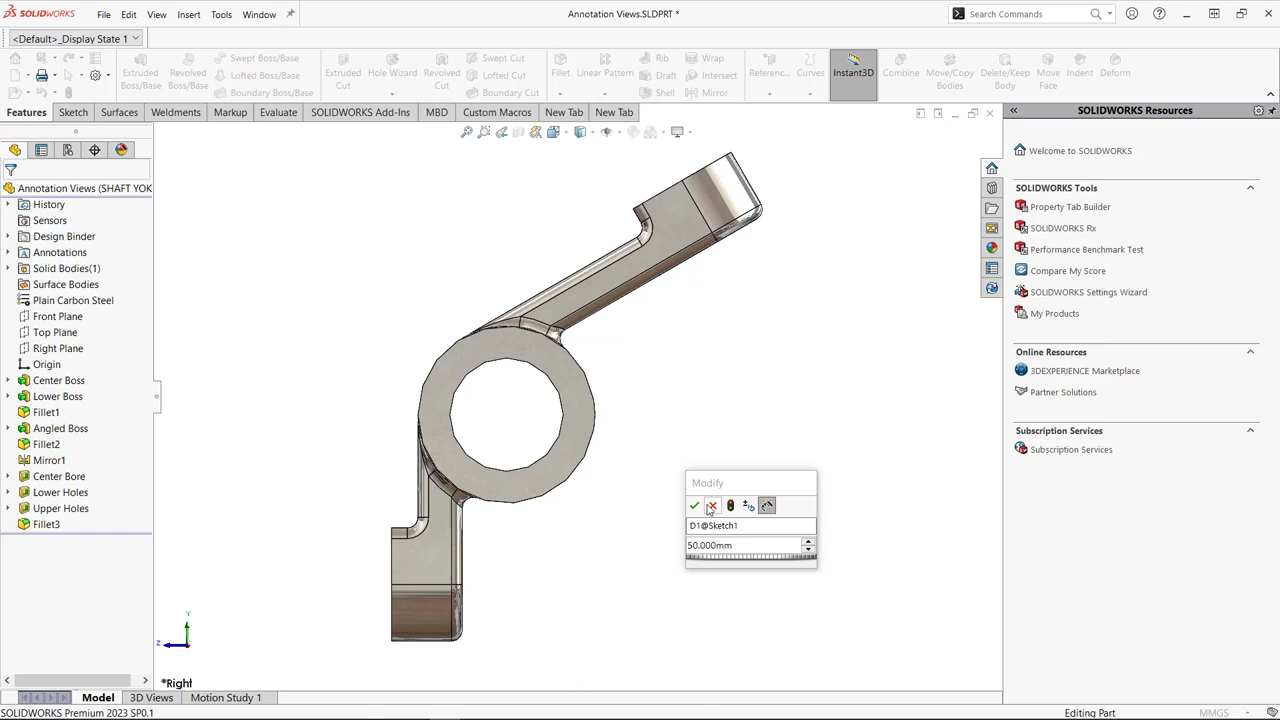 SOLIDWORKS
File Edit View Insert Tools Window
Annotation Views.SLDPRT *
Search Commands
<Default>_Display State 1
Extruded Boss/Base
Revolved Boss/Base
Swept Boss/Base
Lofted Boss/Base
Boundary Boss/Base
Extruded Cut
Hole Wizard
Revolved Cut
Swept Cut
Lofted Cut
Boundary Cut
Fillet
Linear Pattern
Rib
Draft
Shell
Wrap
Intersect
Mirror
Referenc...
Curves
Instant3D
Combine
Move/Copy Bodies
Delete/Keep Body
Move Face
Indent
Deform
Features Sketch Surfaces Weldments Markup Evaluate SOLIDWORKS Add-Ins MBD Custom Macros New Tab New Tab
Annotation Views (SHAFT YOK
History
Sensors
Design Binder
Annotations
Solid Bodies(1)
Surface Bodies
Plain Carbon Steel
Front Plane
Top Plane
Right Plane
Origin
Center Boss
Lower Boss
Fillet1
Angled Boss
Fillet2
Mirror1
Center Bore
Lower Holes
Upper Holes
Fillet3
Modify
D1@Sketch1
50.000mm
Y
Z
*Right
SOLIDWORKS Resources
Welcome to SOLIDWORKS
SOLIDWORKS Tools
Property Tab Builder
SOLIDWORKS Rx
Performance Benchmark Test
Compare My Score
SOLIDWORKS Settings Wizard
My Products
Online Resources
3DEXPERIENCE Marketplace
Partner Solutions
Subscription Services
Subscription Services
Model 3D Views Motion Study 1
SOLIDWORKS Premium 2023 SP0.1
Editing Part
MMGS